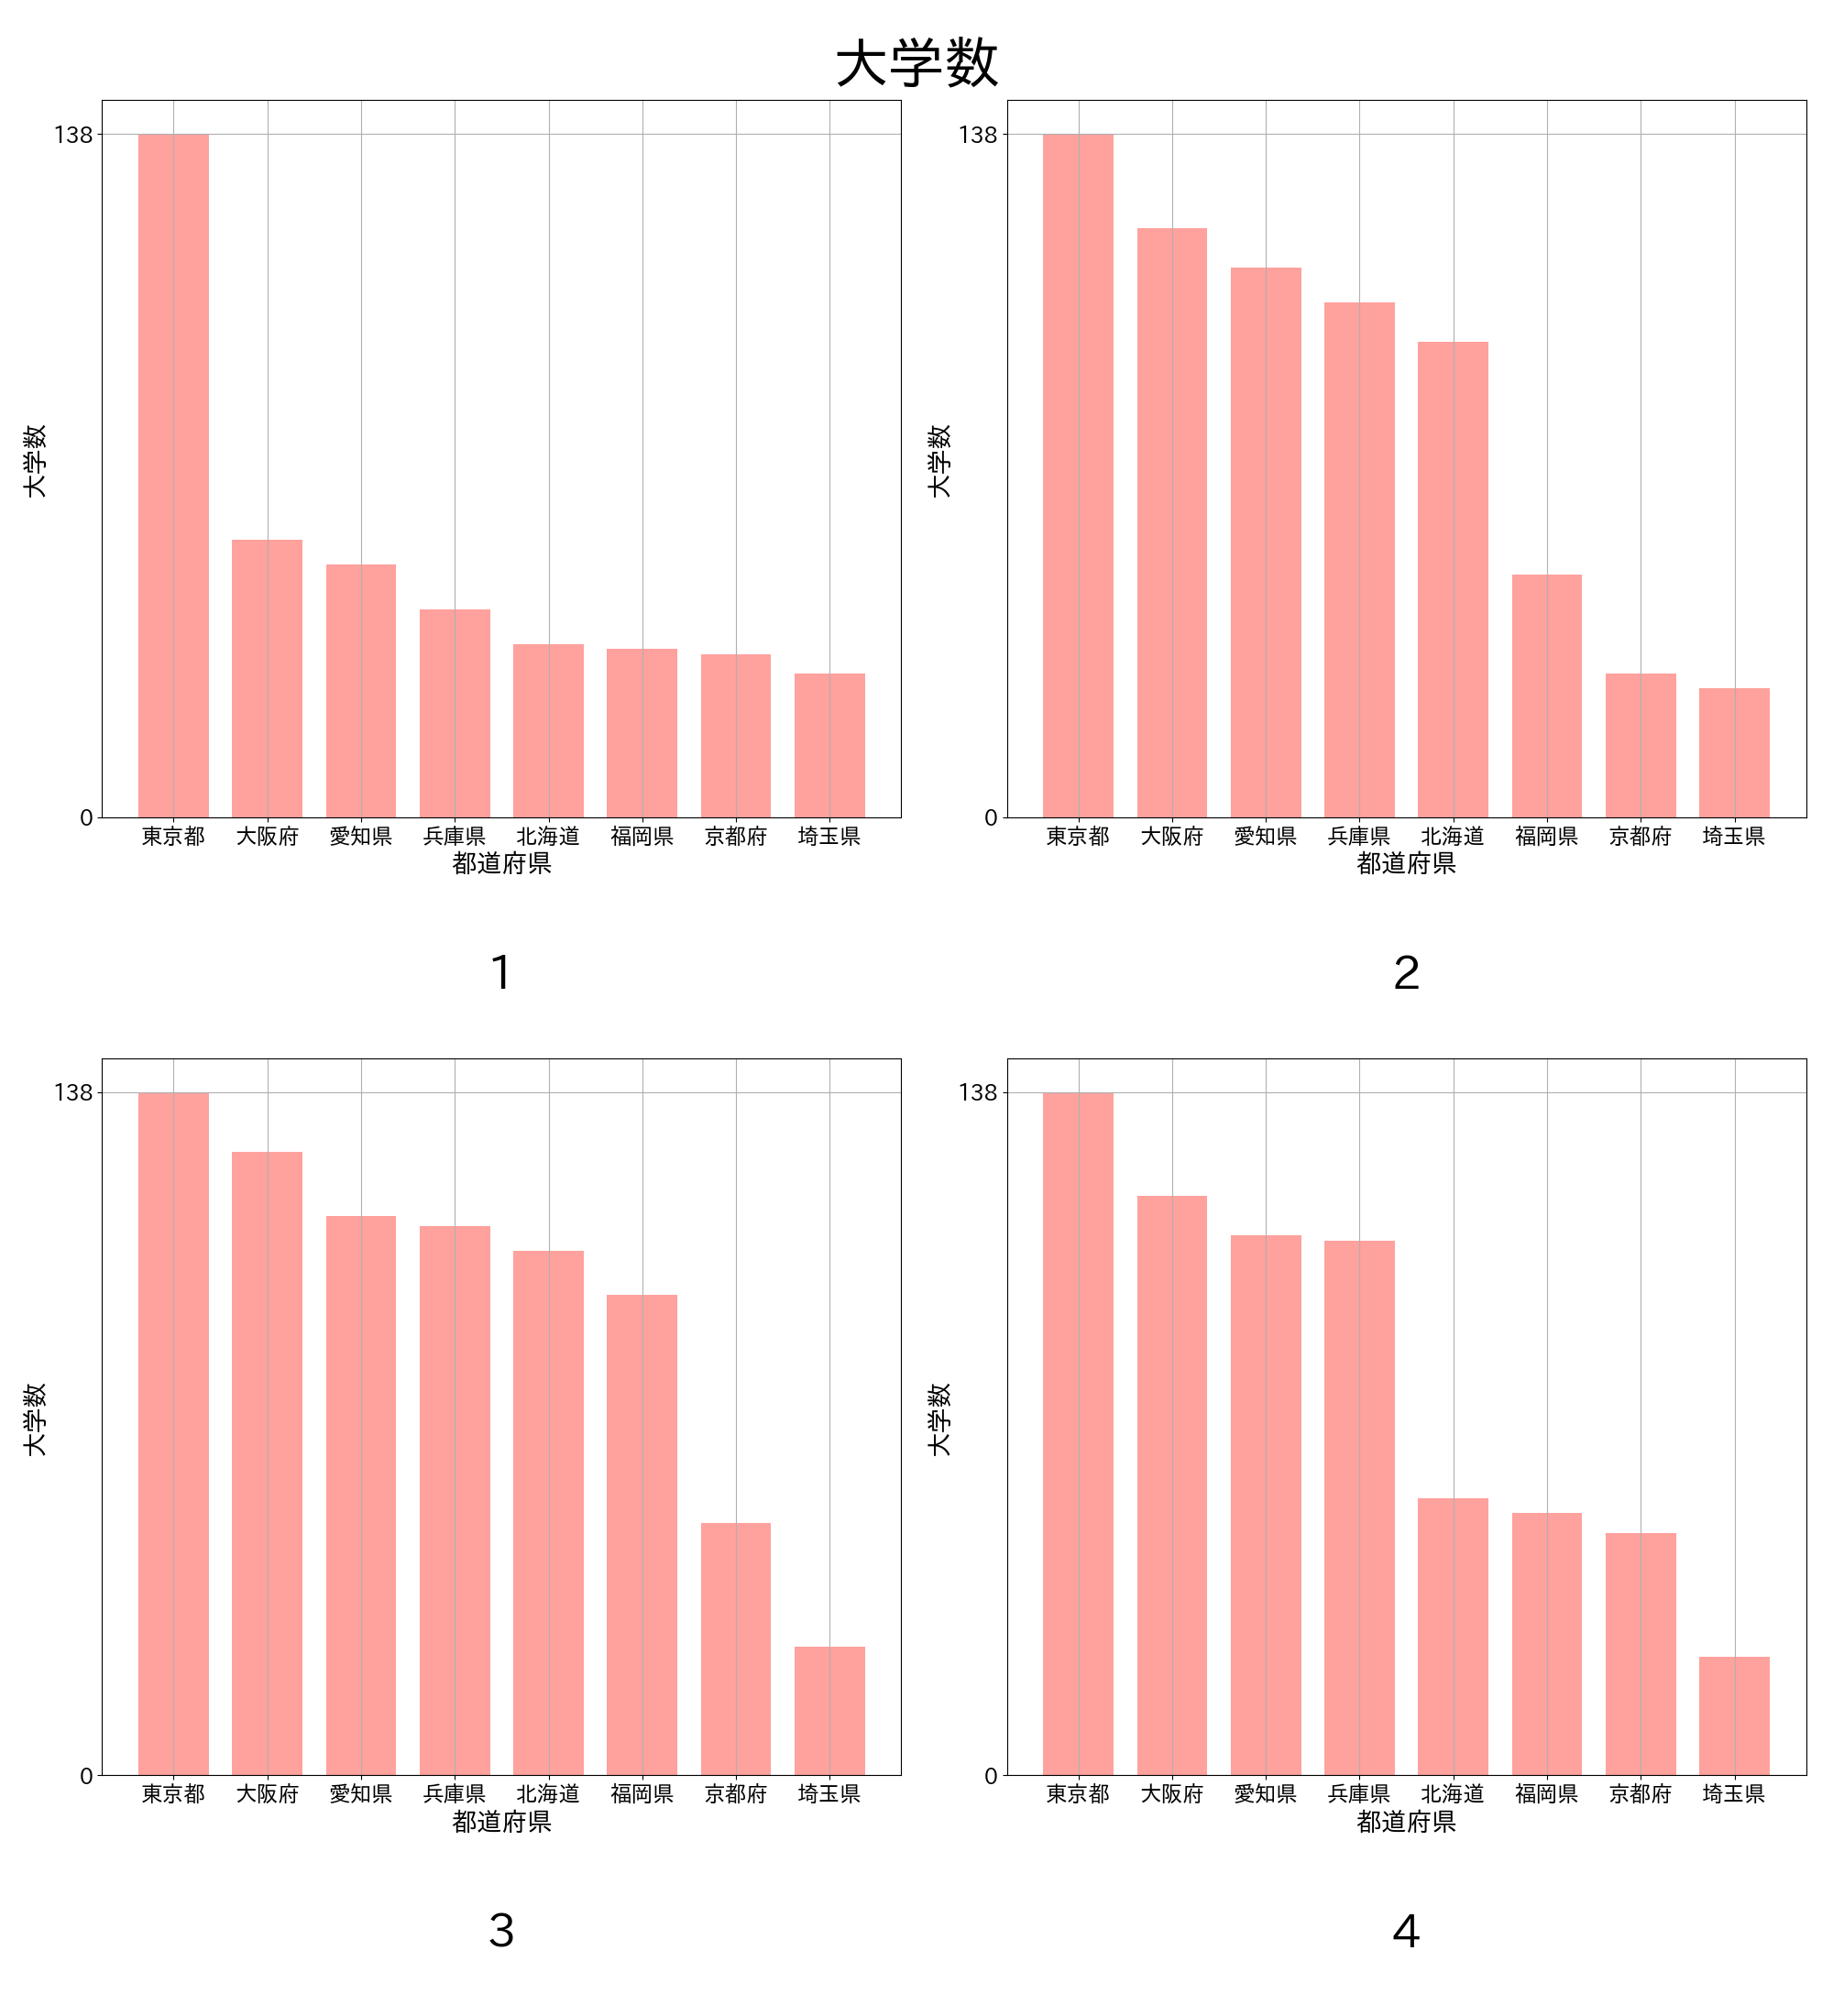 大学数
138
0
大学数
東京都 大阪府 愛知県 兵庫県 北海道 福岡県 京都府 埼玉県
都道府県
1
138
0
大学数
東京都 大阪府 愛知県 兵庫県 北海道 福岡県 京都府 埼玉県
都道府県
2
138
0
大学数
東京都 大阪府 愛知県 兵庫県 北海道 福岡県 京都府 埼玉県
都道府県
3
138
0
大学数
東京都 大阪府 愛知県 兵庫県 北海道 福岡県 京都府 埼玉県
都道府県
4